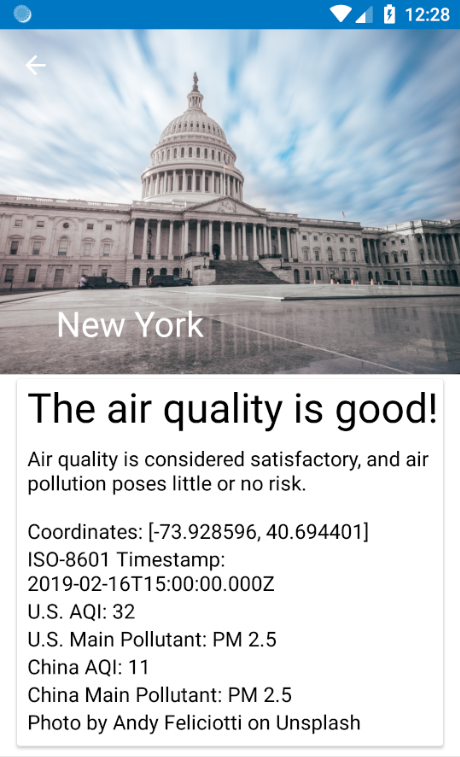 12:28
New York
The air quality is good!
Air quality is considered satisfactory, and air
pollution poses little or no risk.
Coordinates: [-73.928596, 40.694401]
ISO-8601 Timestamp:
2019-02-16T15:00:00.000Z
U.S. AQI: 32
U.S. Main Pollutant: PM 2.5
China AQI: 11
China Main Pollutant: PM 2.5
Photo by Andy Feliciotti on Unsplash